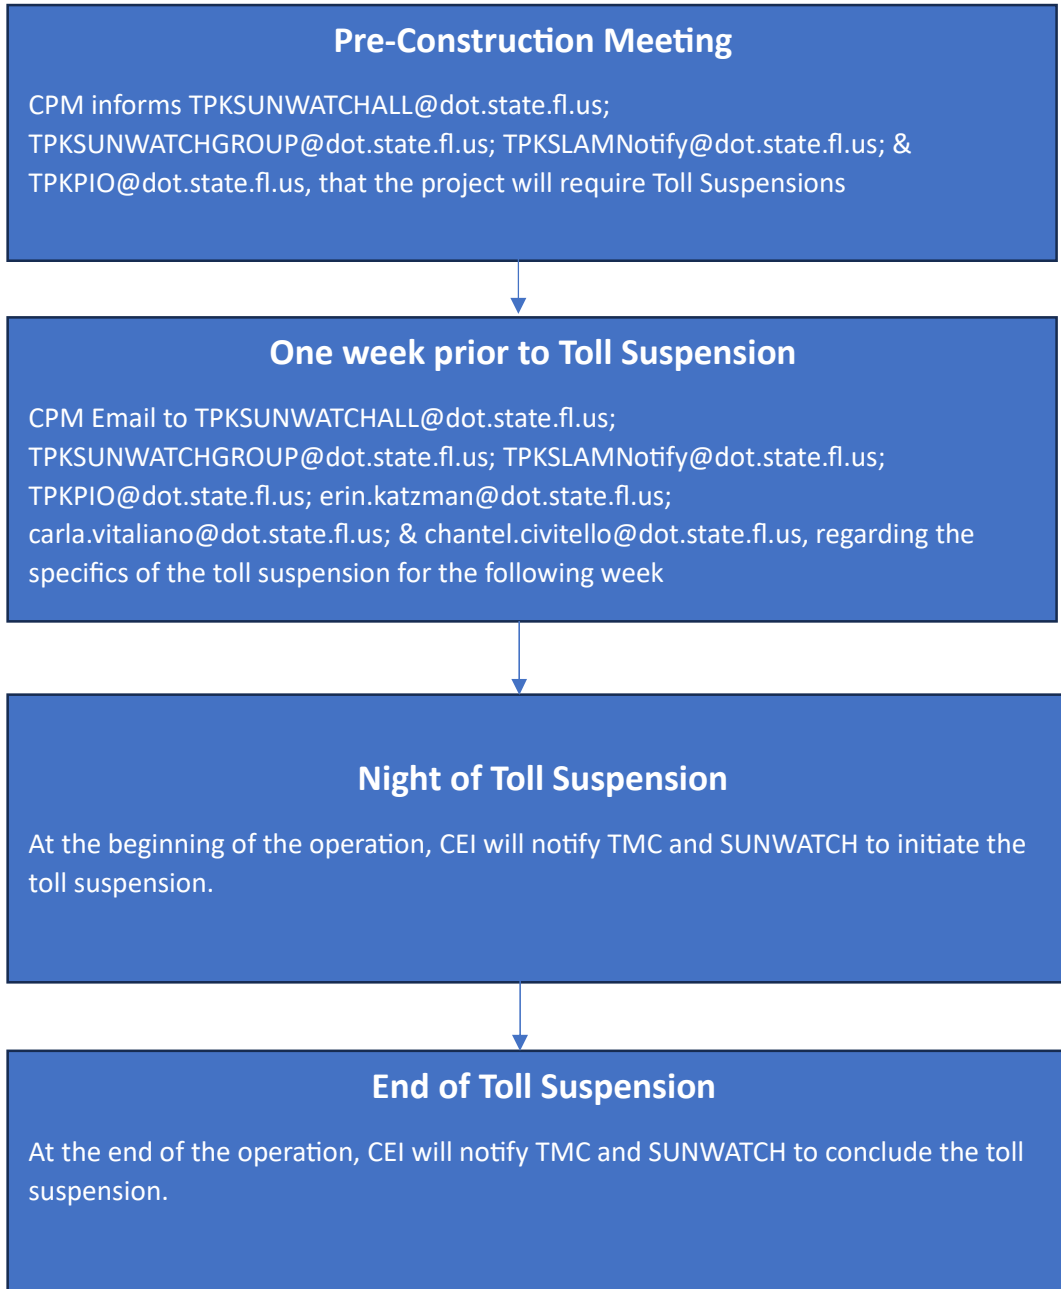 Pre-Construction Meeting
CPM informs TPKSUNWATCHALL@dot.state.fl.us;
TPKSUNWATCHGROUP@dot.state.fl.us; TPKSLAMNotify@dot.state.fl.us; &
TPKPIO@dot.state.fl.us, that the project will require Toll Suspensions
One week prior to Toll Suspension
CPM Email to TPKSUNWATCHALL@dot.state.fl.us;
TPKSUNWATCHGROUP@dot.state.fl.us; TPKSLAMNotify@dot.state.fl.us;
TPKPIO@dot.state.fl.us; erin.katzman@dot.state.fl.us;
carla.vitaliano@dot.state.fl.us; & chantel.civitello@dot.state.fl.us, regarding the
specifics of the toll suspension for the following week
Night of Toll Suspension
At the beginning of the operation, CEI will notify TMC and SUNWATCH to initiate the
toll suspension.
End of Toll Suspension
At the end of the operation, CEI will notify TMC and SUNWATCH to conclude the toll
suspension.